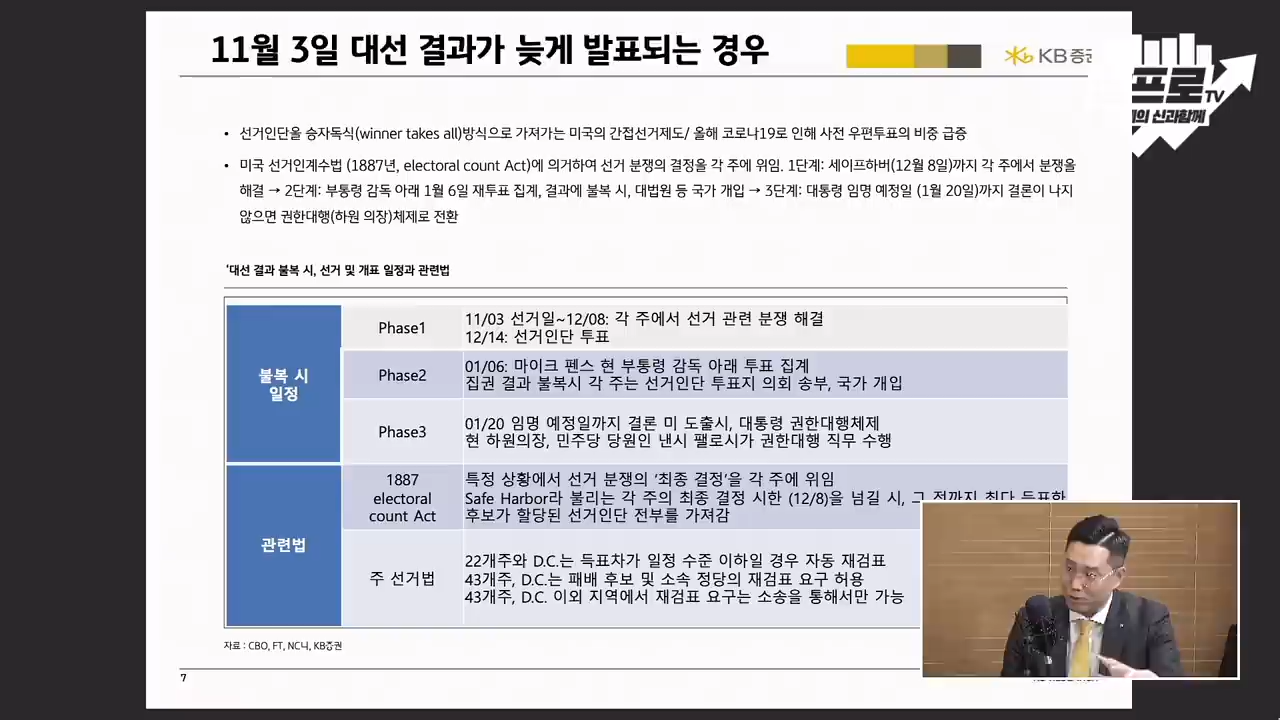 11월 3일 대선 결과가 늦게 발표되는 경우
KB증권
프로TV
의 신과함께
• 선거인단을 승자독식(winner takes all)방식으로 가져가는 미국의 간접선거제도/ 올해 코로나19로 인해 사전 우편투표의 비중 급증
• 미국 선거인계수법 (1887년, electoral count Act)에 의거하여 선거 분쟁의 결정을 각 주에 위임. 1단계: 세이프하버(12월 8일)까지 각 주에서 분쟁을
해결 → 2단계: 부통령 감독 아래 1월 6일 재투표 집계, 결과에 불복 시, 대법원 등 국가 개입 → 3단계: 대통령 임명 예정일 (1월 20일)까지 결론이 나지
않으면 권한대행(하원 의장)체제로 전환
‘대선 결과 불복 시, 선거 및 개표 일정과 관련법
불복 시
일정
Phase1
11/03 선거일~12/08: 각 주에서 선거 관련 분쟁 해결
12/14: 선거인단 투표
Phase2
01/06: 마이크 펜스 현 부통령 감독 아래 투표 집계
집권 결과 불복시 각 주는 선거인단 투표지 의회 송부, 국가 개입
Phase3
01/20 임명 예정일까지 결론 미 도출시, 대통령 권한대행체제
현 하원의장, 민주당 당원인 낸시 팰로시가 권한대행 직무 수행
관련법
1887
electoral
count Act
특정 상황에서 선거 분쟁의 ‘최종 결정’을 각 주에 위임
Safe Harbor라 불리는 각 주의 최종 결정 시한 (12/8)을 넘길 시, 그 전까지 최다 득표한
후보가 할당된 선거인단 전부를 가져감
주 선거법
22개주와 D.C.는 득표차가 일정 수준 이하일 경우 자동 재검표
43개주, D.C.는 패배 후보 및 소속 정당의 재검표 요구 허용
43개주, D.C. 이외 지역에서 재검표 요구는 소송을 통해서만 가능
자료 : CBO, FT, NC니, KB증권
7